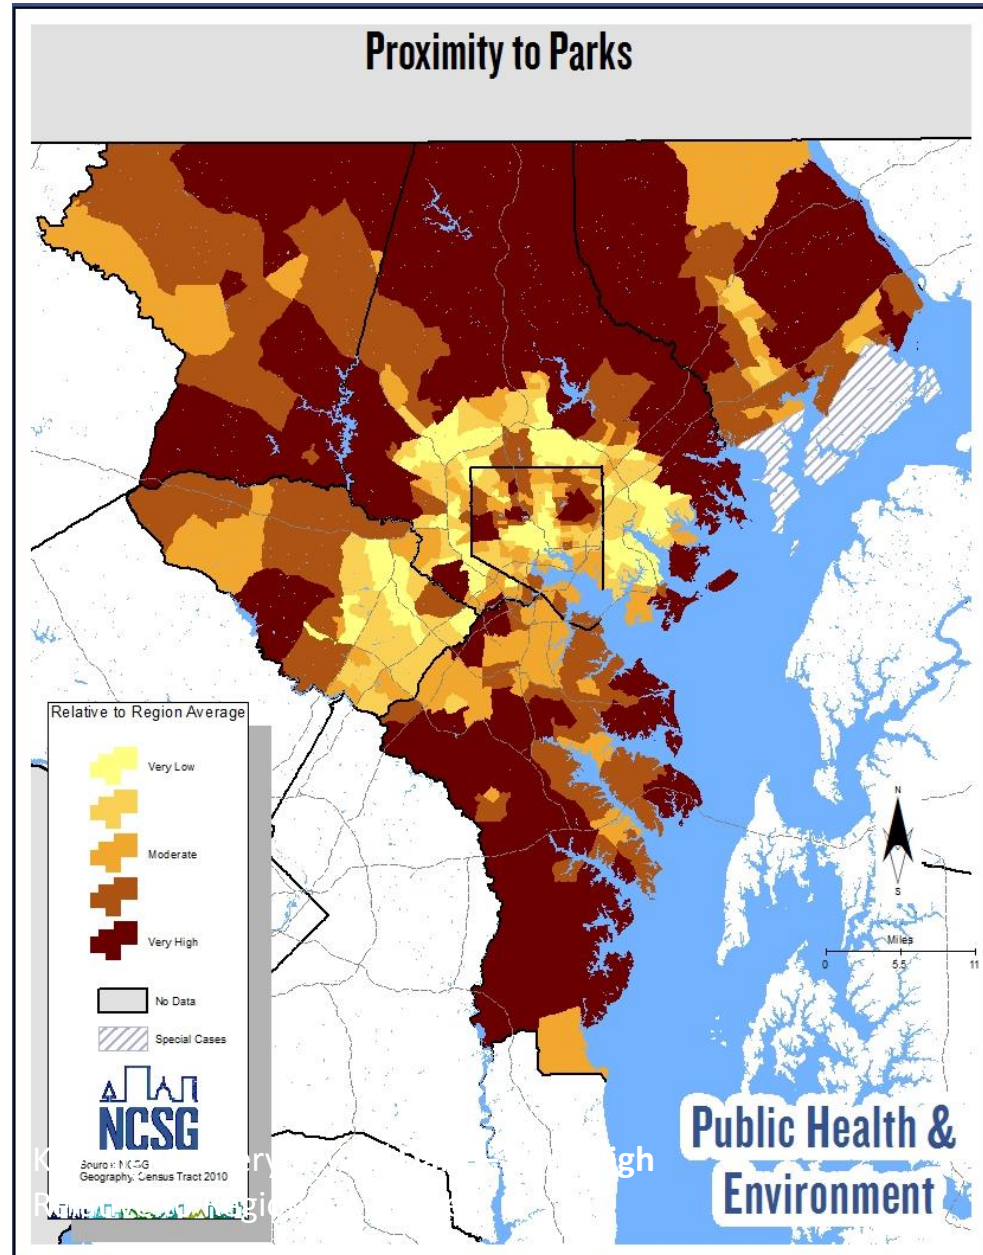 Proximity to Parks
Relative to Region Average
Very Low
Moderate
Very High
No Data
Special Cases
NCSG
Source: NCSG
Geography: Census Tract 2010
N
S
Miles
0 5.5 11
Public Health &
Environment